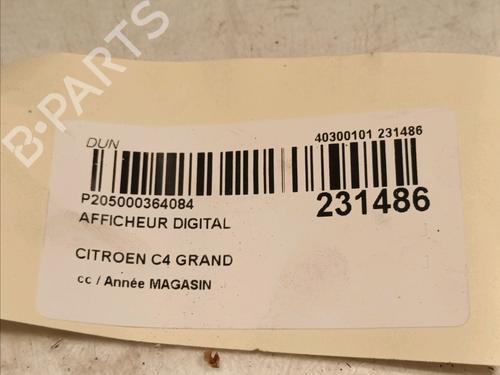 B-PARTS
DUN
40300101 231486
P205000364084
231486
AFFICHEUR DIGITAL
CITROEN C4 GRAND
cc / Année MAGASIN